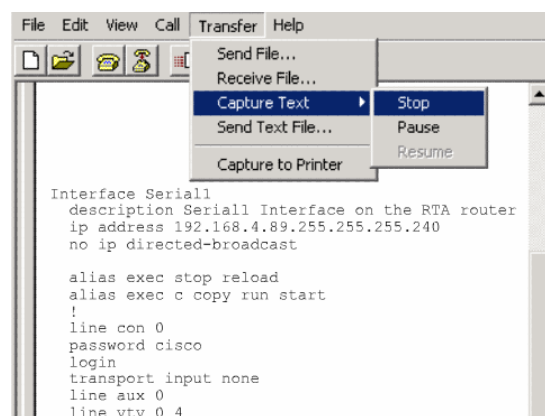 File Edit View Call Transfer Help
Send File...
Receive File...
Capture Text
Send Text File...
Capture to Printer
Stop
Pause
Resume
Interface Serial1
description Serial1 Interface on the RTA router
ip address 192.168.4.89.255.255.255.240
no ip directed-broadcast
alias exec stop reload
alias exec c copy run start
!
line con 0
password cisco
login
transport input none
line aux 0
line vty 0 4